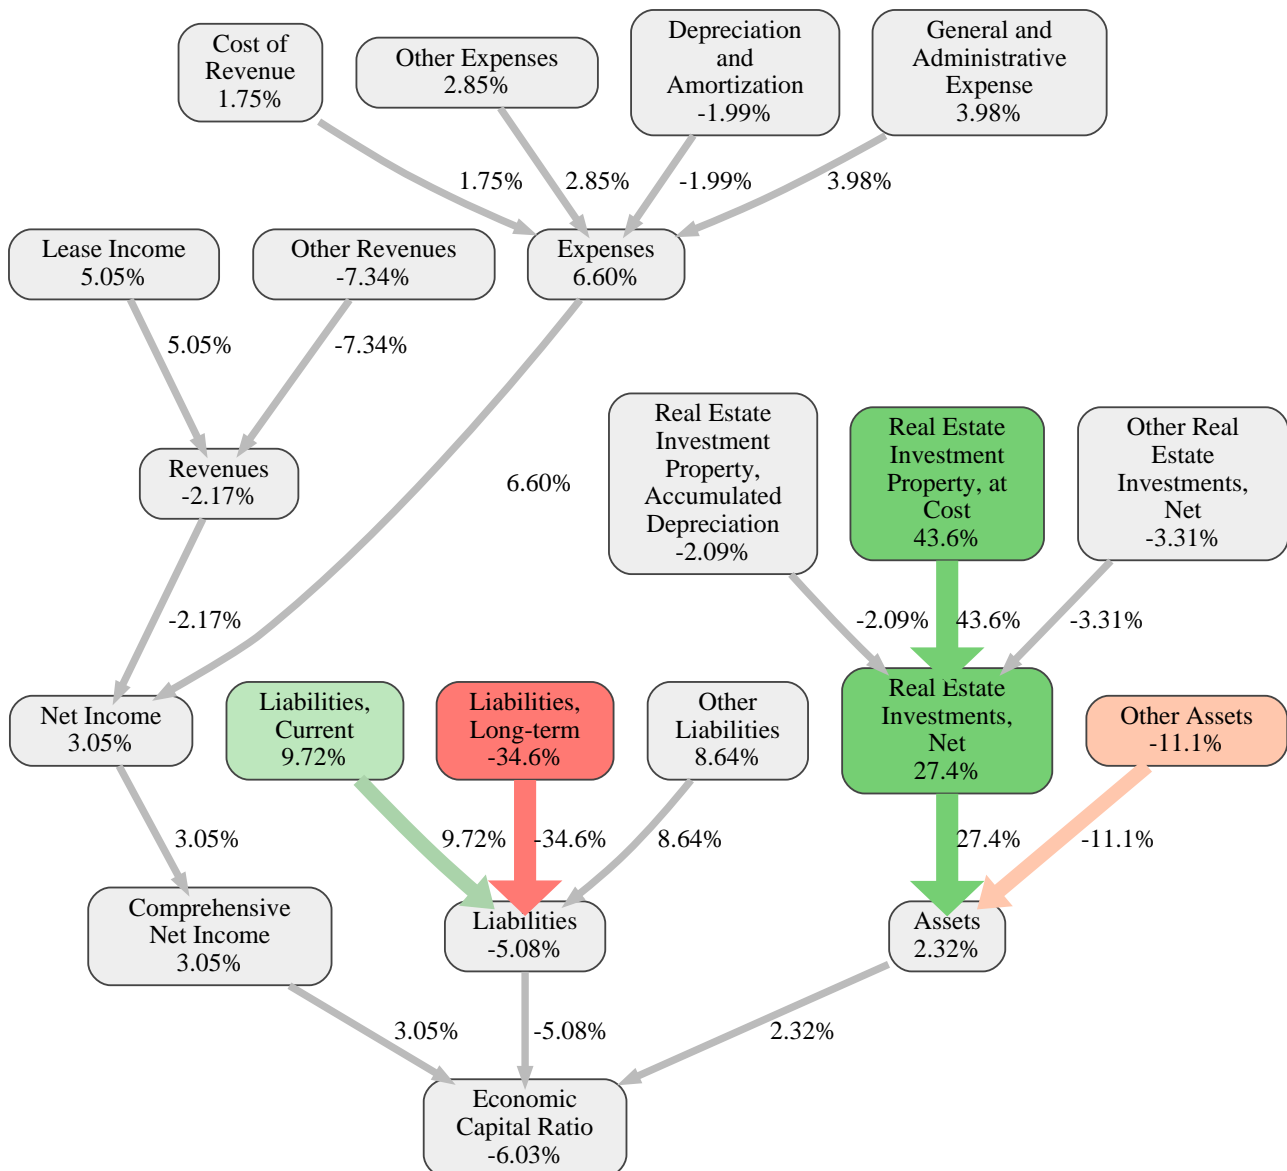 Cost of
Revenue
1.75%
Other Expenses
2.85%
Depreciation
and
Amortization
-1.99%
General and
Administrative
Expense
3.98%
1.75%
2.85%
-1.99%
3.98%
Lease Income
5.05%
Other Revenues
-7.34%
Expenses
6.60%
5.05%
-7.34%
Real Estate
Investment
Property,
Accumulated
Depreciation
-2.09%
Real Estate
Investment
Property, at
Cost
43.6%
Other Real
Estate
Investments,
Net
-3.31%
Revenues
-2.17%
6.60%
-2.17%
-2.09%
43.6%
-3.31%
Net Income
3.05%
Liabilities,
Current
9.72%
Liabilities,
Long-term
-34.6%
Other
Liabilities
8.64%
Real Estate
Investments,
Net
27.4%
Other Assets
-11.1%
3.05%
9.72%
-34.6%
8.64%
27.4%
-11.1%
Comprehensive
Net Income
3.05%
Liabilities
-5.08%
Assets
2.32%
3.05%
-5.08%
2.32%
Economic
Capital Ratio
-6.03%